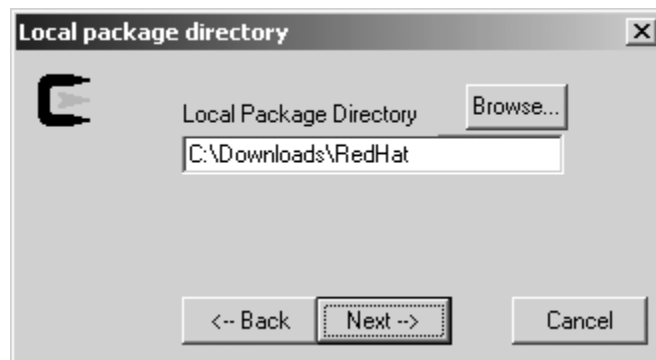 Local package directory
Local Package Directory
Browse...
C:\Downloads\RedHat
<-- Back
Next -->
Cancel